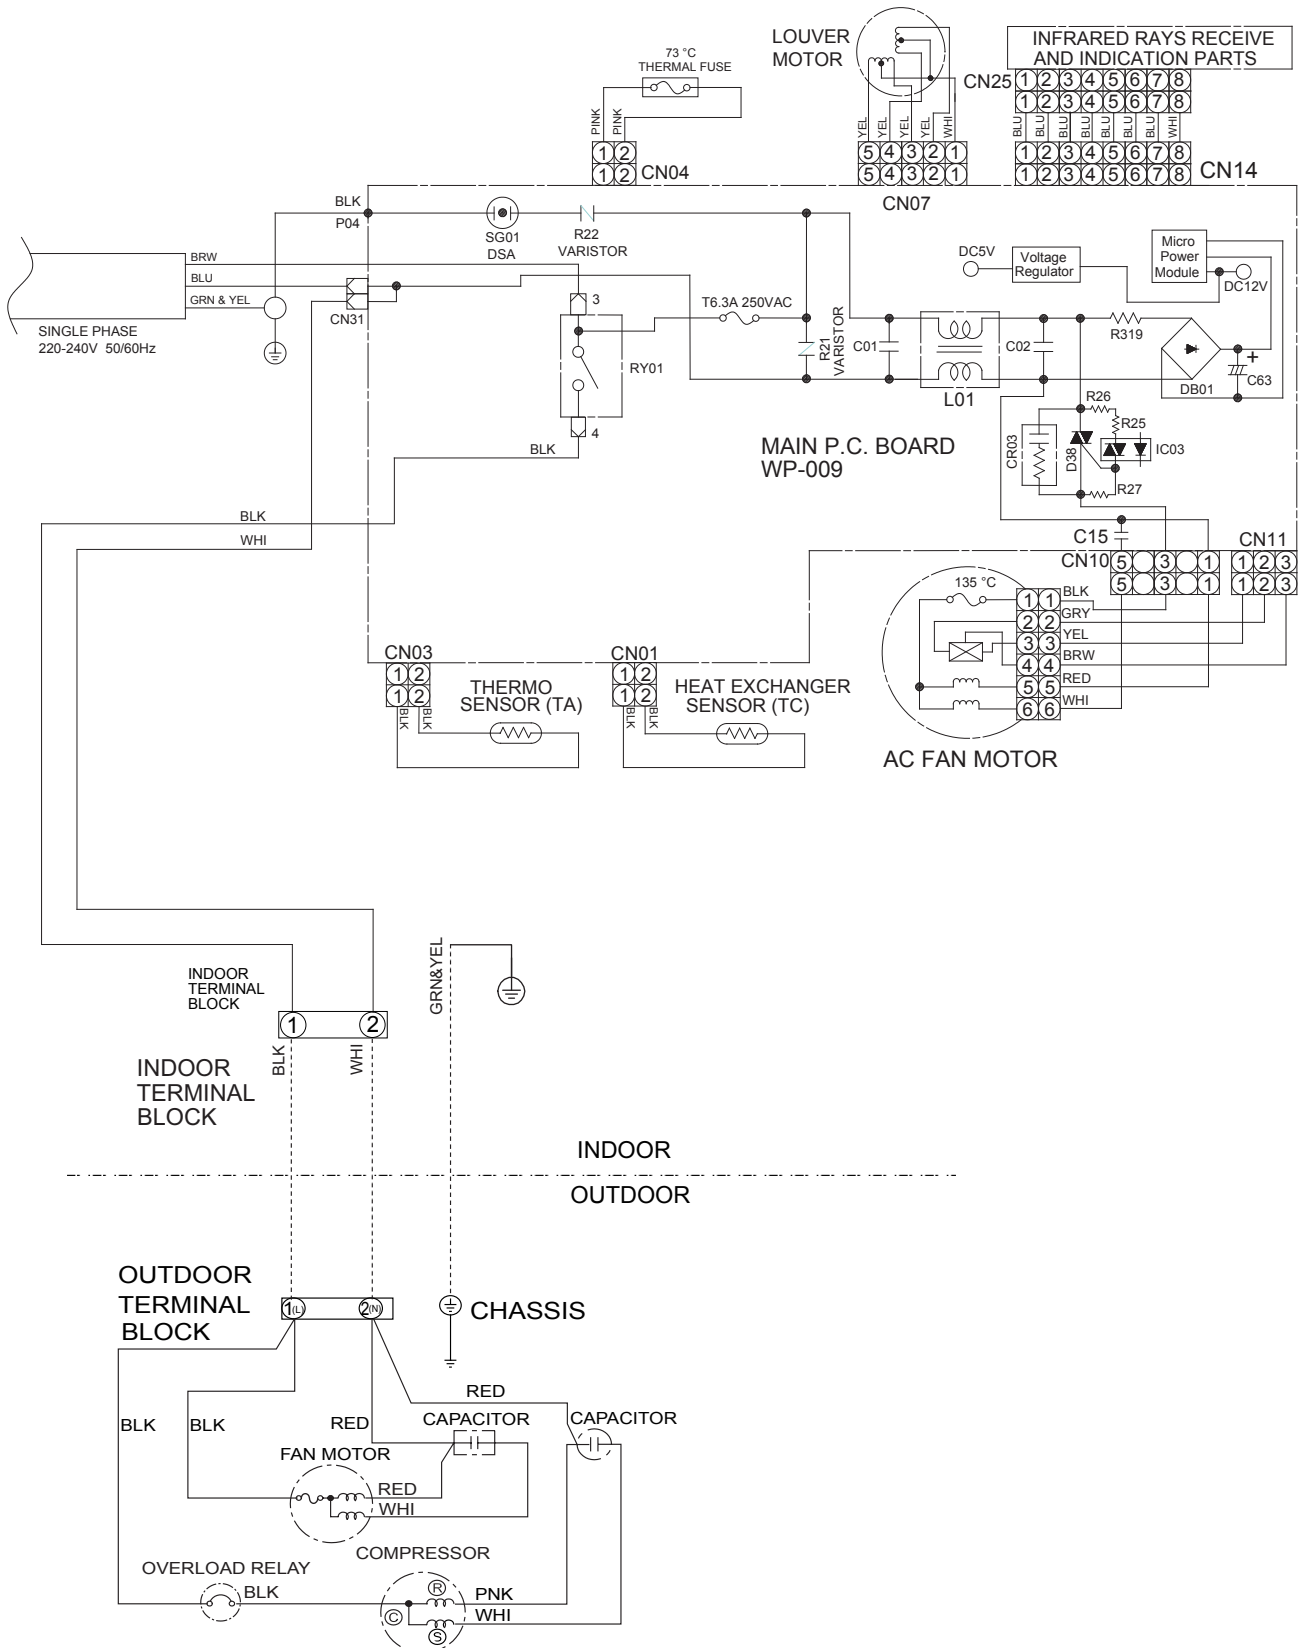 LOUVER
MOTOR
INFRARED RAYS RECEIVE
AND INDICATION PARTS
73 °C
THERMAL FUSE
CN25
1 2 3 4 5 6 7 8
1 2 3 4 5 6 7 8
PINK
PINK
YEL
YEL
YEL
YEL
WHI
BLU
BLU
BLU
BLU
BLU
BLU
BLU
WHI
1 2
1 2
CN04
5 4 3 2 1
5 4 3 2 1
CN07
1 2 3 4 5 6 7 8
1 2 3 4 5 6 7 8
CN14
BLK
P04
SG01
DSA
R22
VARISTOR
DC5V
Voltage
Regulator
Micro
Power
Module
DC12V
BRW
BLU
GRN & YEL
CN31
SINGLE PHASE
220-240V 50/60Hz
3
T6.3A 250VAC
R21
VARISTOR
C01
C02
L01
R319
DB01
+
C63
RY01
4
BLK
MAIN P.C. BOARD
WP-009
CR03
D38
R26
R25
IC03
R27
BLK
WHI
C15
CN10
5 3 1
5 3 1
CN11
1 2 3
1 2 3
135 °C
1 1 BLK
2 2 GRY
3 3 YEL
4 4 BRW
5 5 RED
6 6 WHI
AC FAN MOTOR
CN03
1 2
1 2
BLK
BLK
THERMO
SENSOR (TA)
CN01
1 2
1 2
BLK
BLK
HEAT EXCHANGER
SENSOR (TC)
INDOOR
TERMINAL
BLOCK
1 2
BLK
WHI
GRN&YEL
INDOOR
TERMINAL
BLOCK
INDOOR
OUTDOOR
OUTDOOR
TERMINAL
BLOCK
1(L) 2(N)
CHASSIS
BLK
BLK
RED
RED
CAPACITOR
CAPACITOR
FAN MOTOR
RED
WHI
COMPRESSOR
OVERLOAD RELAY
BLK
C
R
S
PNK
WHI